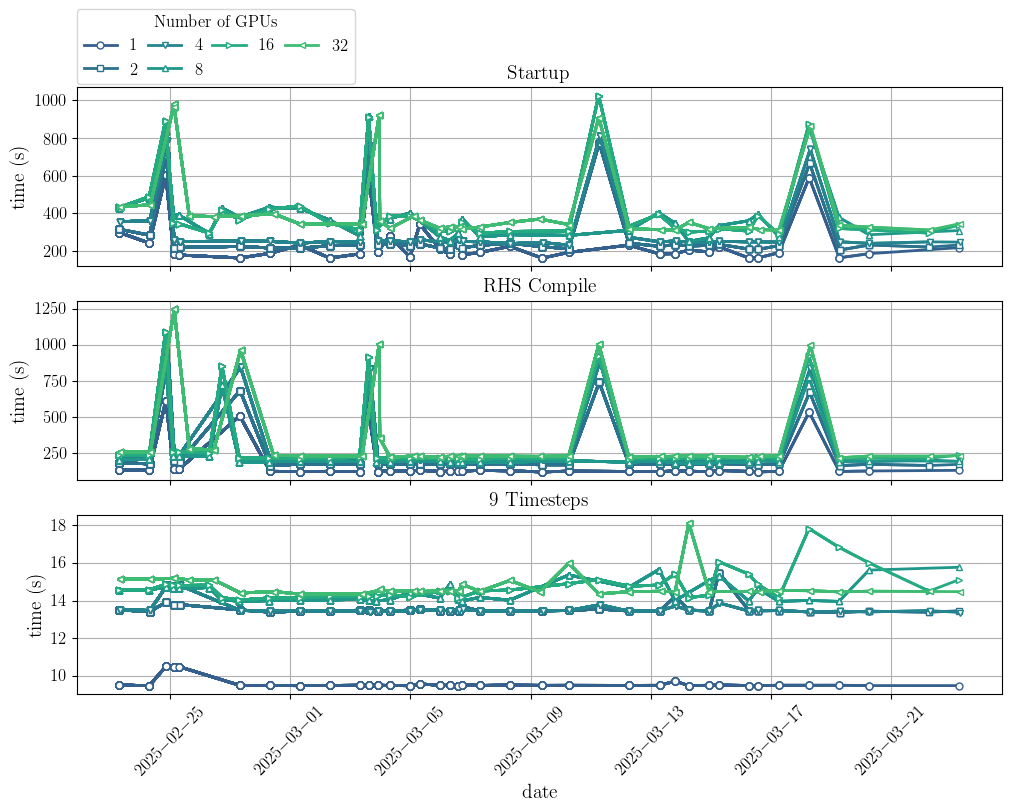 Number of GPUs
1 4 16 32
2 8
Startup
1000
800
600
400
200
time (s)
RHS Compile
1250
1000
750
500
250
time (s)
9 Timesteps
18
16
14
12
10
time (s)
2025−02−25 2025−03−01 2025−03−05 2025−03−09 2025−03−13 2025−03−17 2025−03−21
date